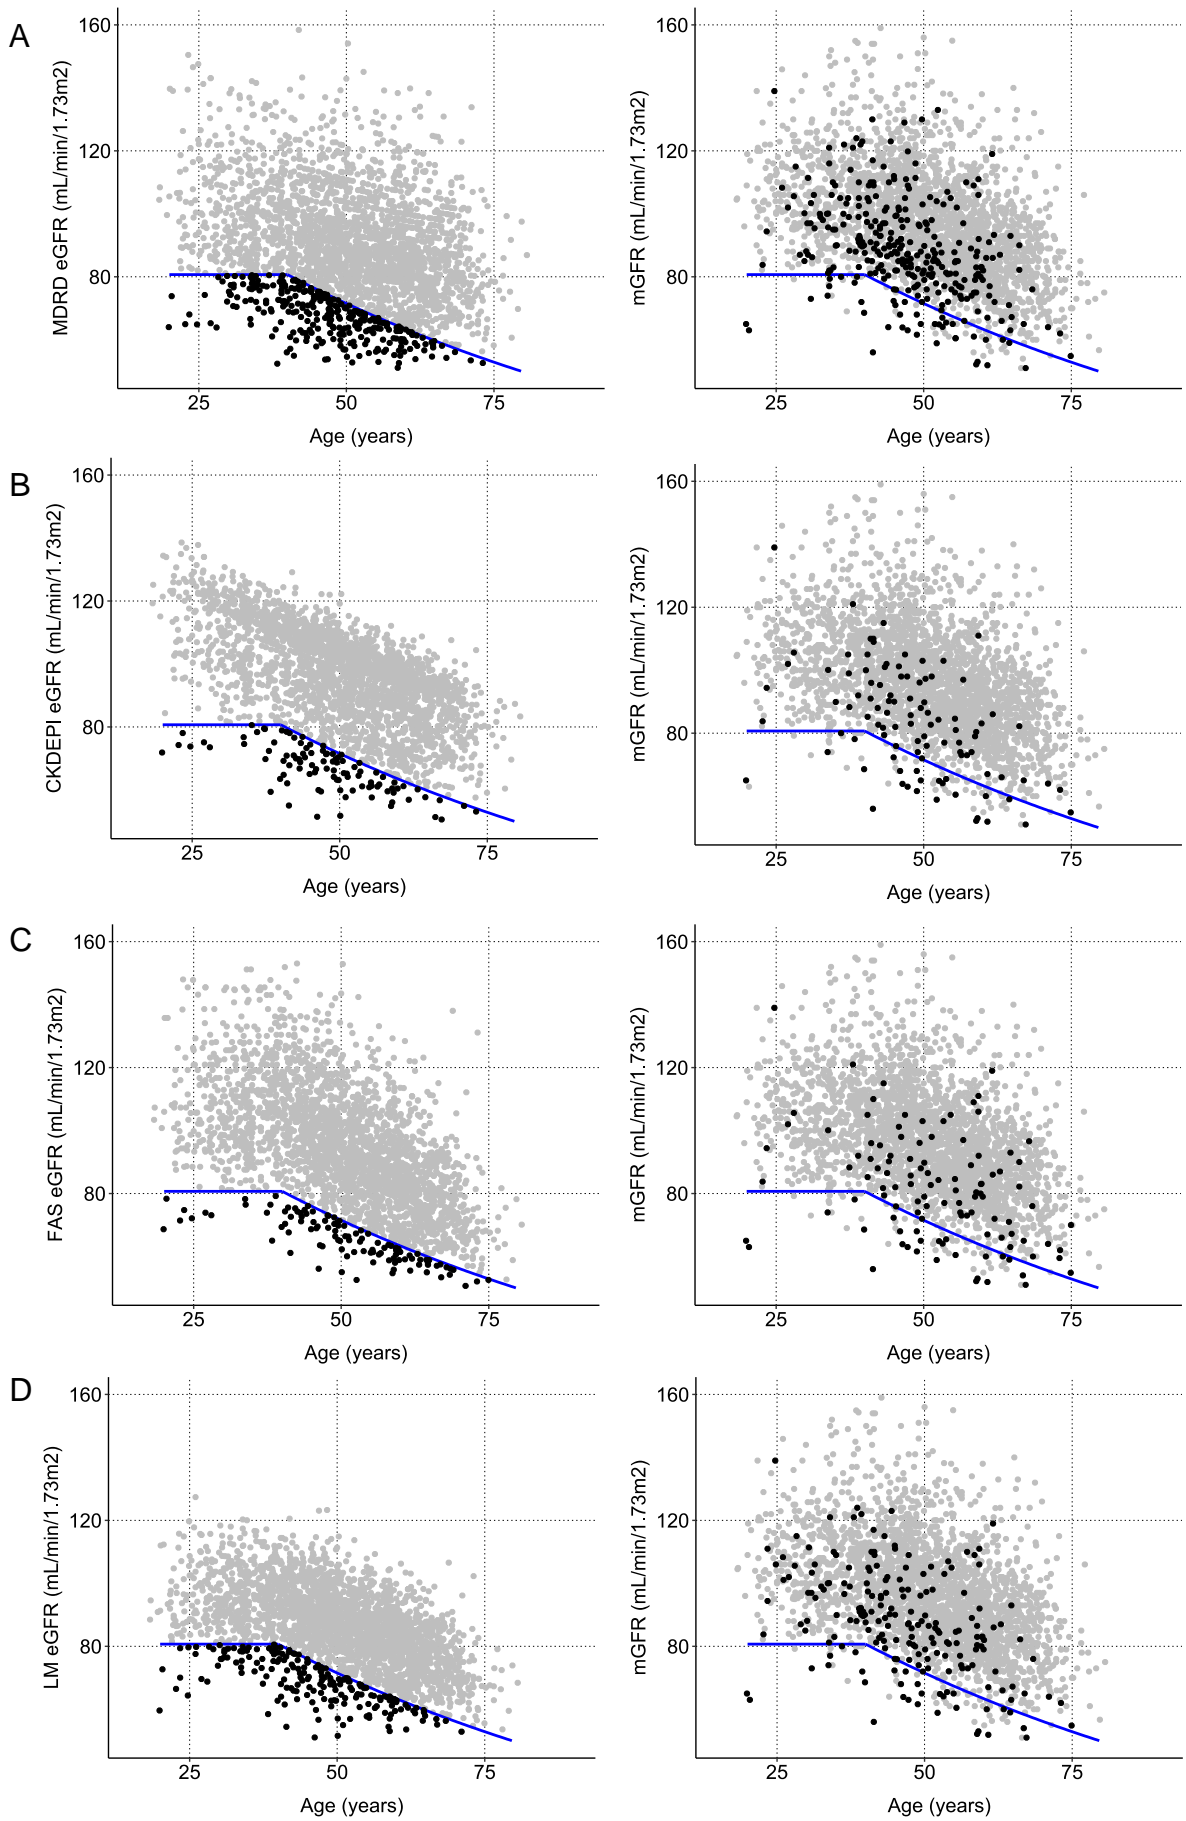 A
MDRD eGFR (mL/min/1.73m2)
160
120
80
25 50 75
Age (years)
mGFR (mL/min/1.73m2)
160
120
80
25 50 75
Age (years)
B
CKDEPI eGFR (mL/min/1.73m2)
160
120
80
25 50 75
Age (years)
mGFR (mL/min/1.73m2)
160
120
80
25 50 75
Age (years)
C
FAS eGFR (mL/min/1.73m2)
160
120
80
25 50 75
Age (years)
mGFR (mL/min/1.73m2)
160
120
80
25 50 75
Age (years)
D
LM eGFR (mL/min/1.73m2)
160
120
80
25 50 75
Age (years)
mGFR (mL/min/1.73m2)
160
120
80
25 50 75
Age (years)